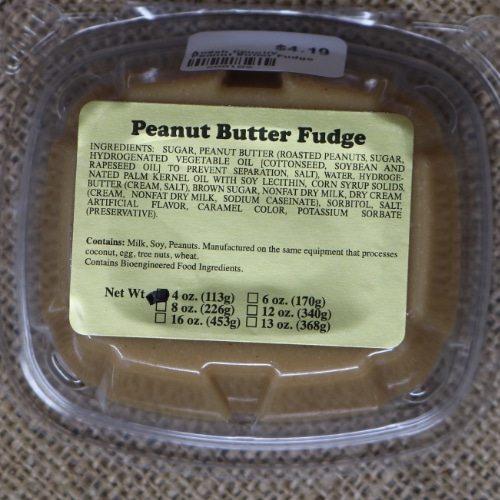 $4.19
Peanut Butter Fudge
Peanut Butter Fudge
INGREDIENTS: SUGAR, PEANUT BUTTER (ROASTED PEANUTS, SUGAR,
HYDROGENATED VEGETABLE OIL [COTTONSEED, SOYBEAN AND
RAPESEED OIL] TO PREVENT SEPARATION, SALT), WATER, HYDROGE-
NATED PALM KERNEL OIL WITH SOY LECITHIN, CORN SYRUP SOLIDS,
BUTTER (CREAM, SALT), BROWN SUGAR, NONFAT DRY MILK, DRY CREAM
(CREAM, NONFAT DRY MILK, SODIUM CASEINATE), SORBITOL, SALT,
ARTIFICIAL FLAVOR, CARAMEL COLOR, POTASSIUM SORBATE
(PRESERVATIVE).
Contains: Milk, Soy, Peanuts. Manufactured on the same equipment that processes
coconut, egg, tree nuts, wheat.
Contains Bioengineered Food Ingredients.
Net Wt 4 oz. (113g) 6 oz. (170g)
8 oz. (226g) 12 oz. (340g)
16 oz. (453g) 13 oz. (368g)